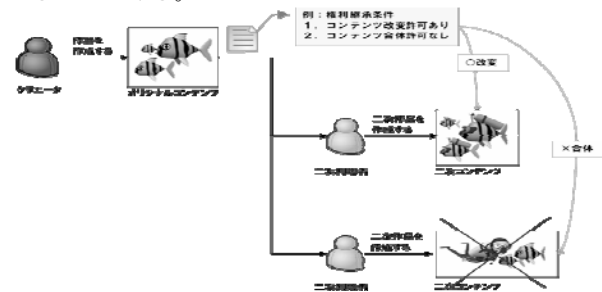 例：権利継承条件
1．コンテンツ改変許可あり
2．コンテンツ合体許可なし
作品を
作成する
クリエータ
オリジナルコンテンツ
○改変
二次作品を
作成する
二次利用者
二次コンテンツ
×合体
二次作品を
作成する
二次利用者
二次コンテンツ